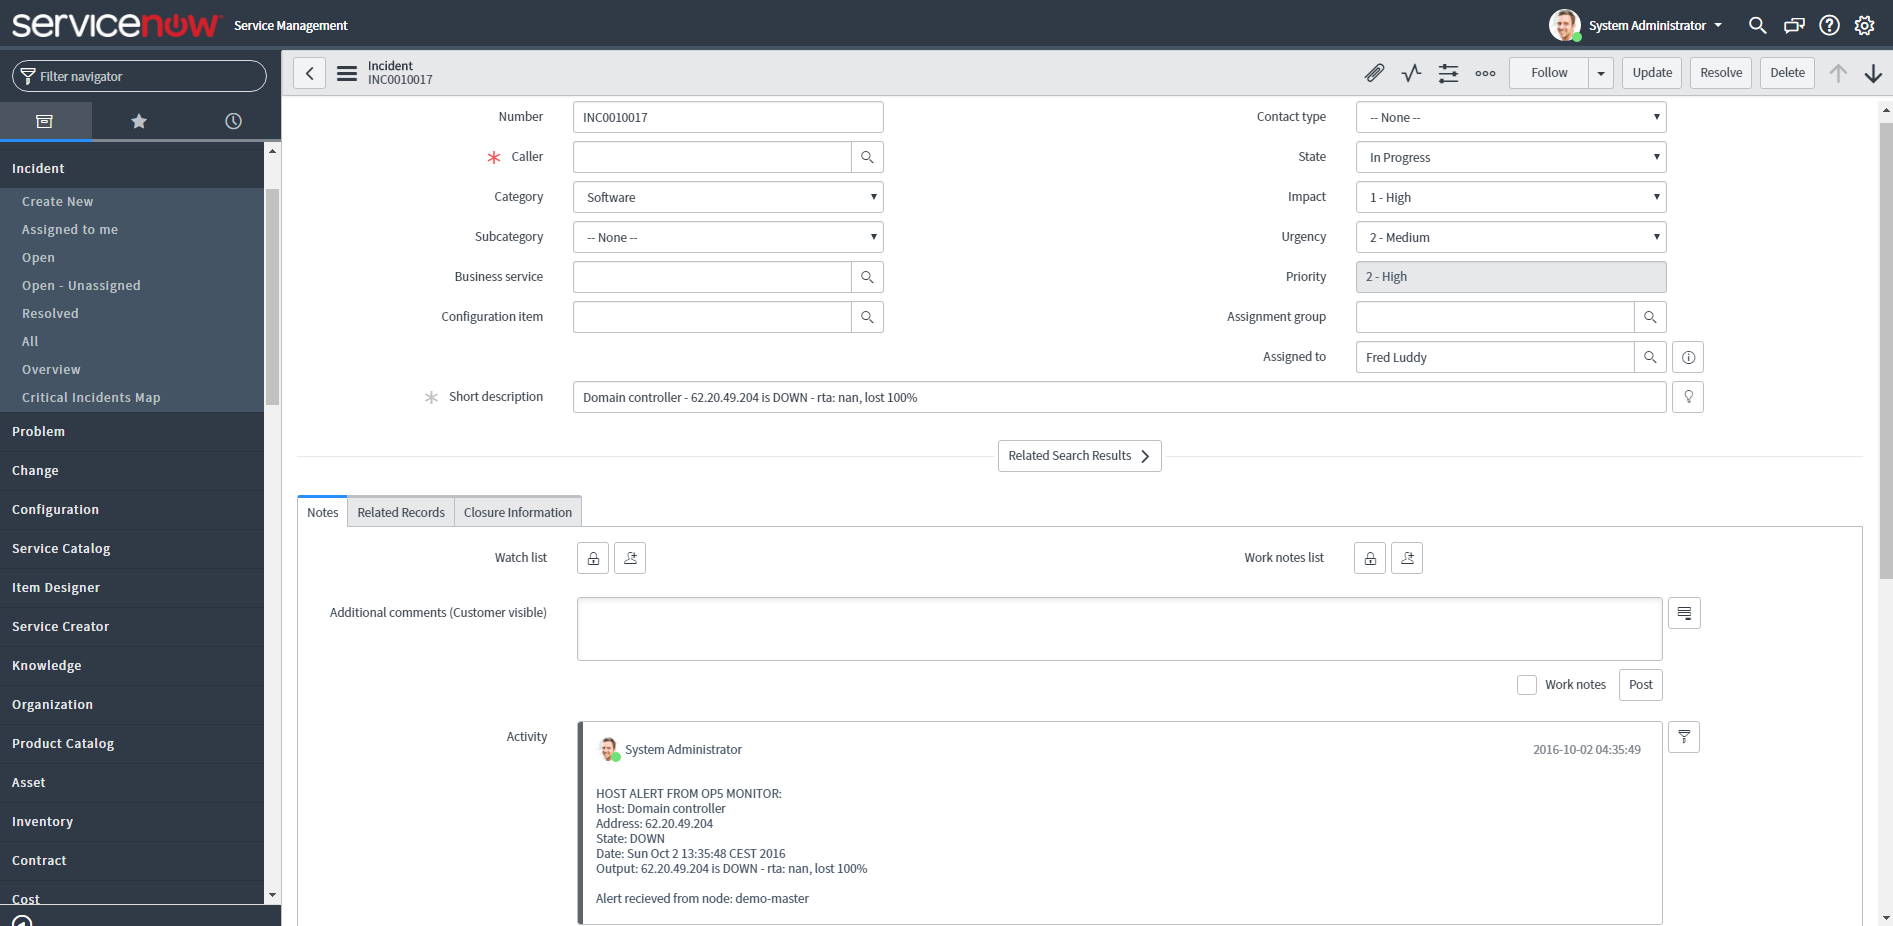 servicenow Service Management
System Administrator
Filter navigator
Incident
Create New
Assigned to me
Open
Open - Unassigned
Resolved
All
Overview
Critical Incidents Map
Problem
Change
Configuration
Service Catalog
Item Designer
Service Creator
Knowledge
Organization
Product Catalog
Asset
Inventory
Contract
Cost
Incident
INC0010017
Follow
Update
Resolve
Delete
Number INC0010017
Caller
Category Software
Subcategory -- None --
Business service
Configuration item
Contact type -- None --
State In Progress
Impact 1 - High
Urgency 2 - Medium
Priority 2 - High
Assignment group
Assigned to Fred Luddy
Short description Domain controller - 62.20.49.204 is DOWN - rta: nan, lost 100%
Related Search Results
Notes Related Records Closure Information
Watch list
Work notes list
Additional comments (Customer visible)
Work notes Post
Activity
System Administrator 2016-10-02 04:35:49
HOST ALERT FROM OP5 MONITOR:
Host: Domain controller
Address: 62.20.49.204
State: DOWN
Date: Sun Oct 2 13:35:48 CEST 2016
Output: 62.20.49.204 is DOWN - rta: nan, lost 100%
Alert recieved from node: demo-master